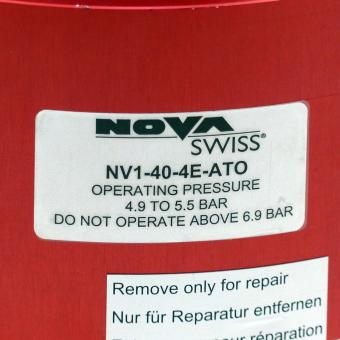 NOVA
SWISS®
NV1-40-4E-ATO
OPERATING PRESSURE
4.9 TO 5.5 BAR
DO NOT OPERATE ABOVE 6.9 BAR
Remove only for repair
Nur für Reparatur entfernen
réparation